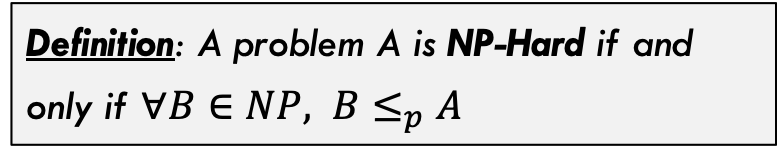 Definition: A problem A is NP-Hard if and
only if ∀B ∈ NP, B ≤ₚ A